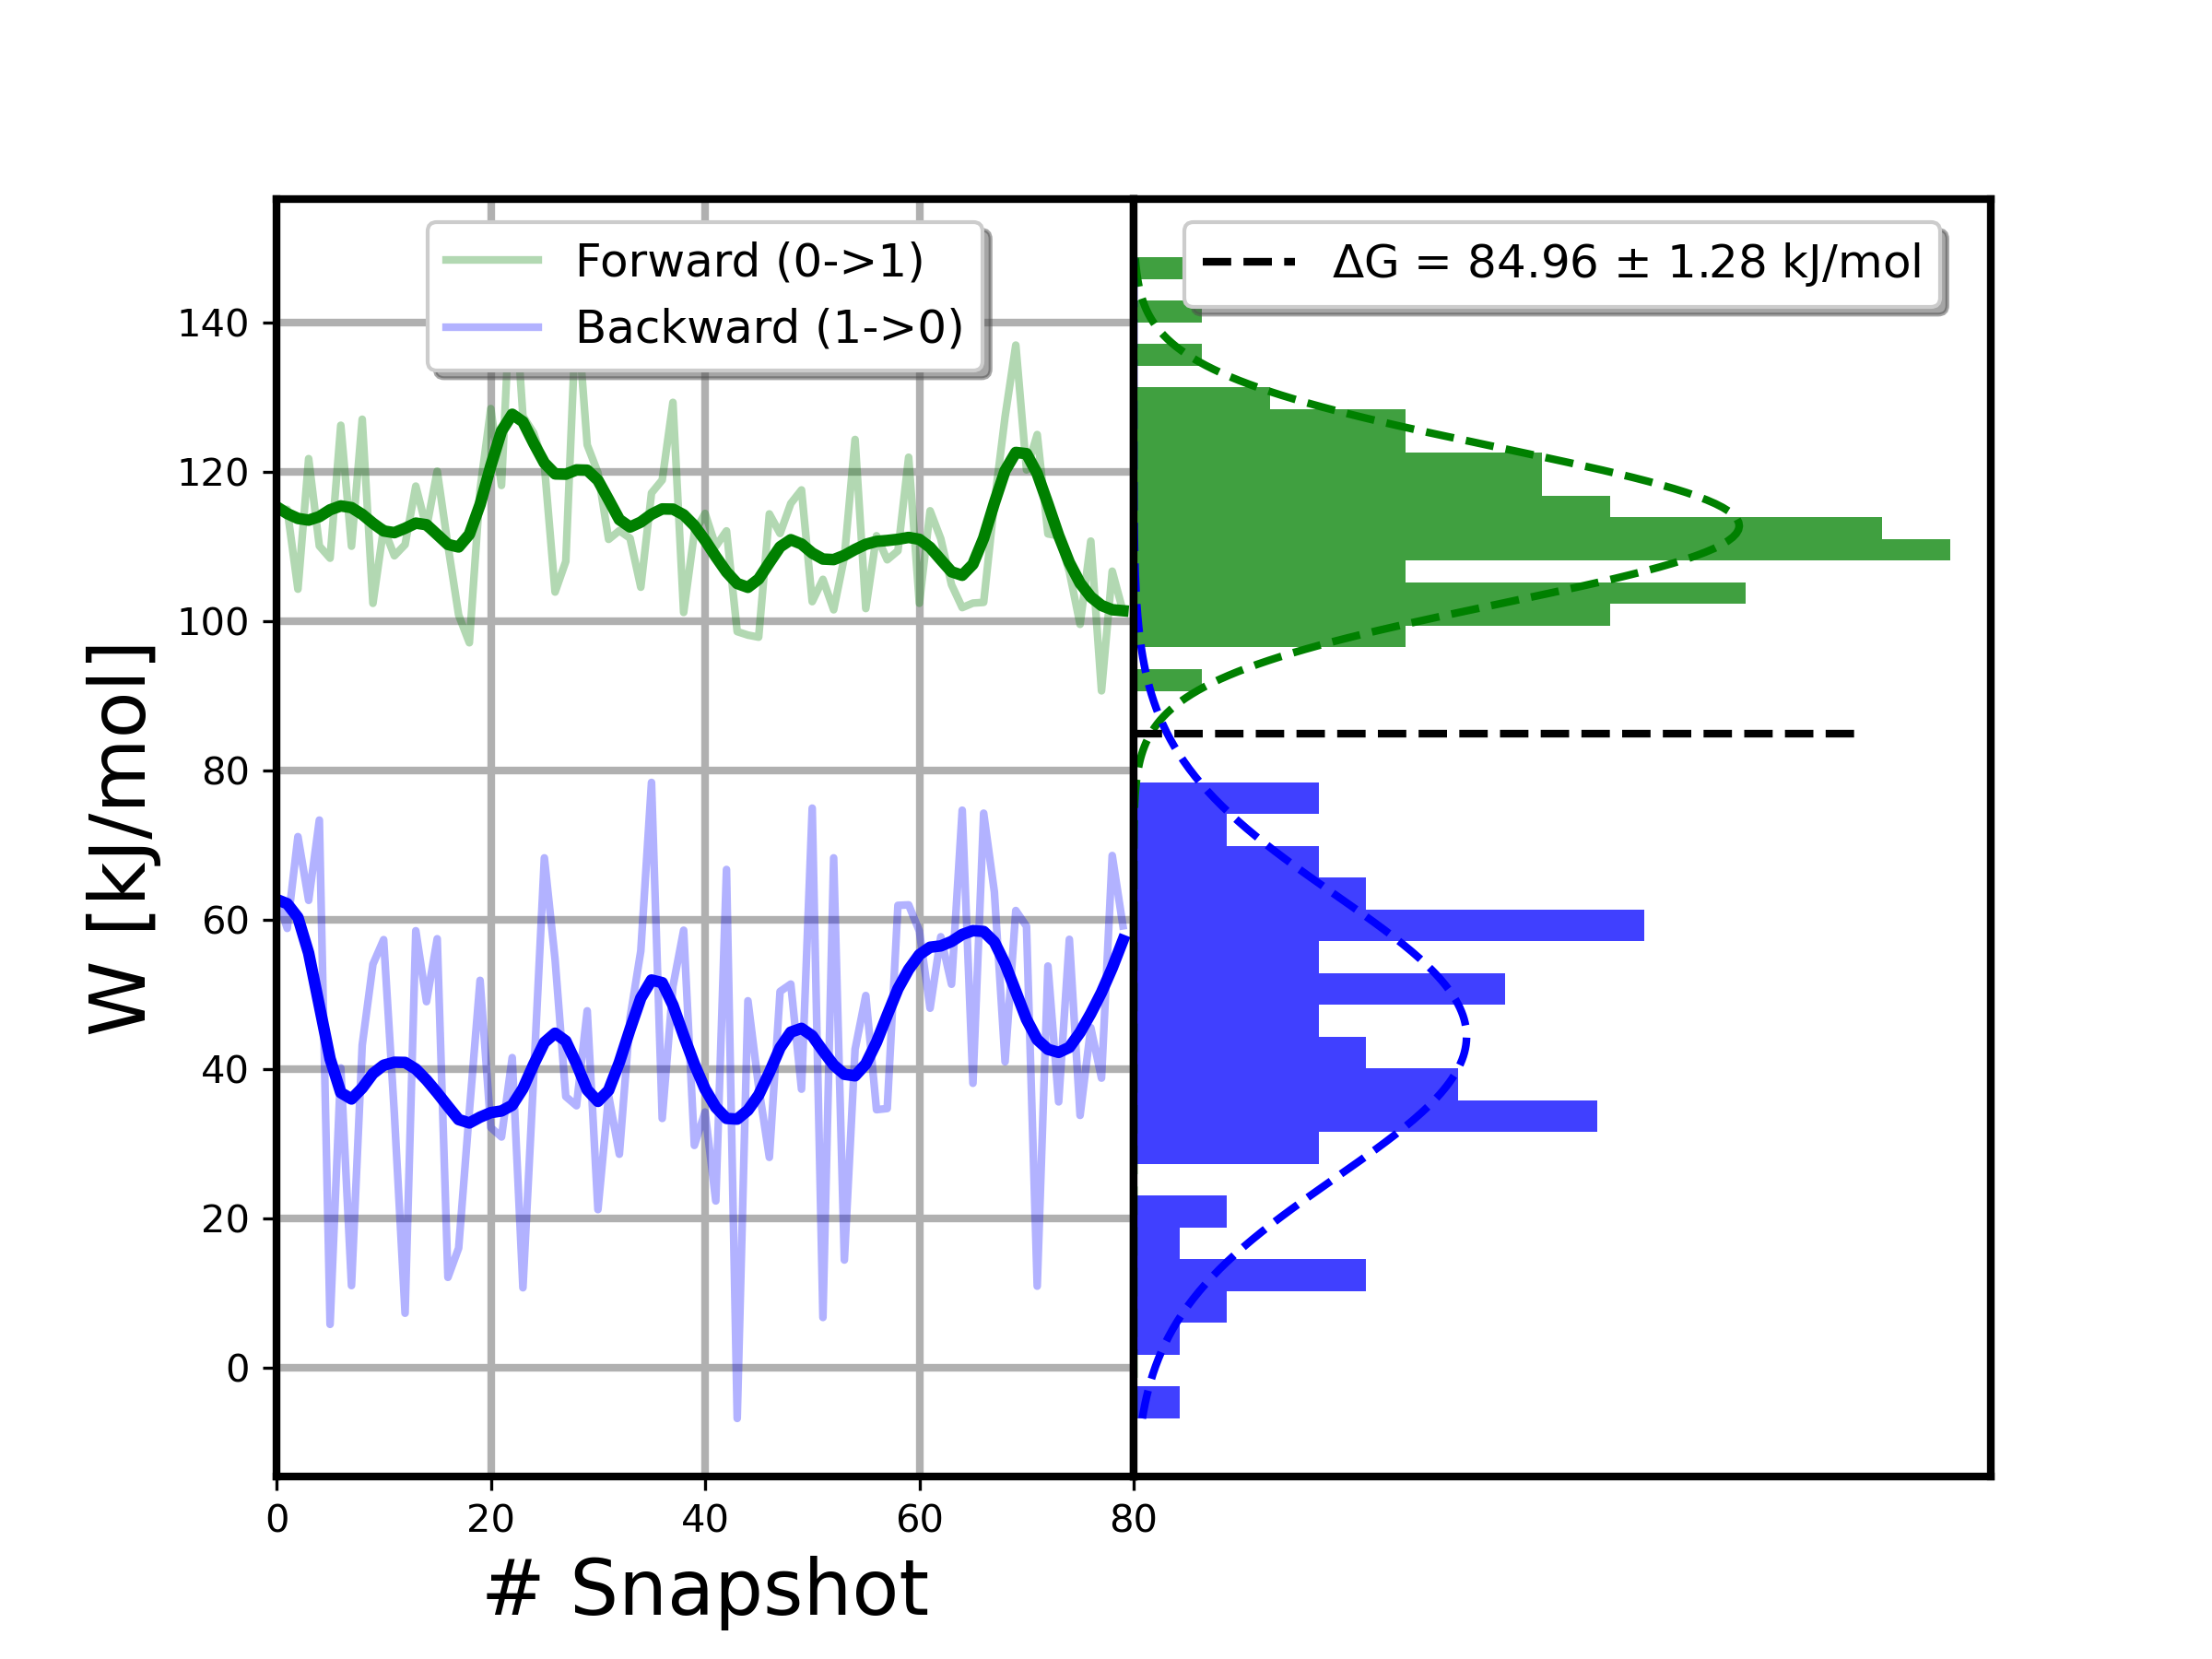 Forward (0->1)
Backward (1->0)
ΔG = 84.96 ± 1.28 kJ/mol
W [kJ/mol]
140
120
100
80
60
40
20
0
0 20 40 60 80
# Snapshot